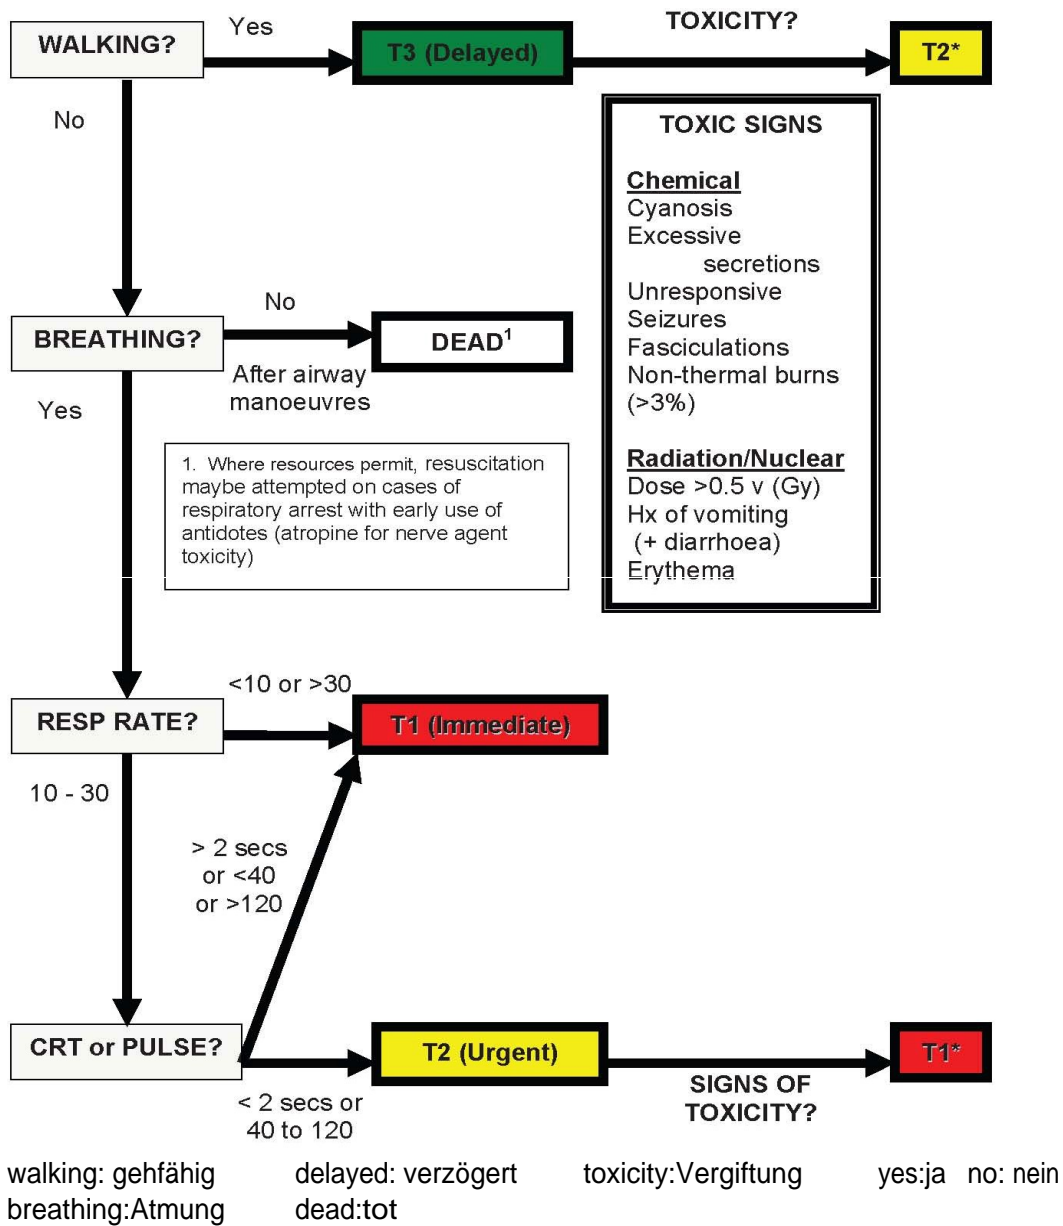 WALKING?
Yes
T3 (Delayed)
TOXICITY?
T2*
No
TOXIC SIGNS
Chemical
Cyanosis
Excessive
secretions
Unresponsive
Seizures
Fasciculations
Non-thermal burns
(>3%)
Radiation/Nuclear
Dose >0.5 v (Gy)
Hx of vomiting
(+ diarrhoea)
Erythema
BREATHING?
No
After airway
manoeuvres
DEAD¹
Yes
1. Where resources permit, resuscitation
maybe attempted on cases of
respiratory arrest with early use of
antidotes (atropine for nerve agent
toxicity)
RESP RATE?
<10 or >30
T1 (Immediate)
10 - 30
> 2 secs
or <40
or >120
CRT or PULSE?
T2 (Urgent)
T1*
< 2 secs or
40 to 120
SIGNS OF
TOXICITY?
walking: gehfähig delayed: verzögert toxicity:Vergiftung yes:ja no: nein
breathing:Atmung dead:tot